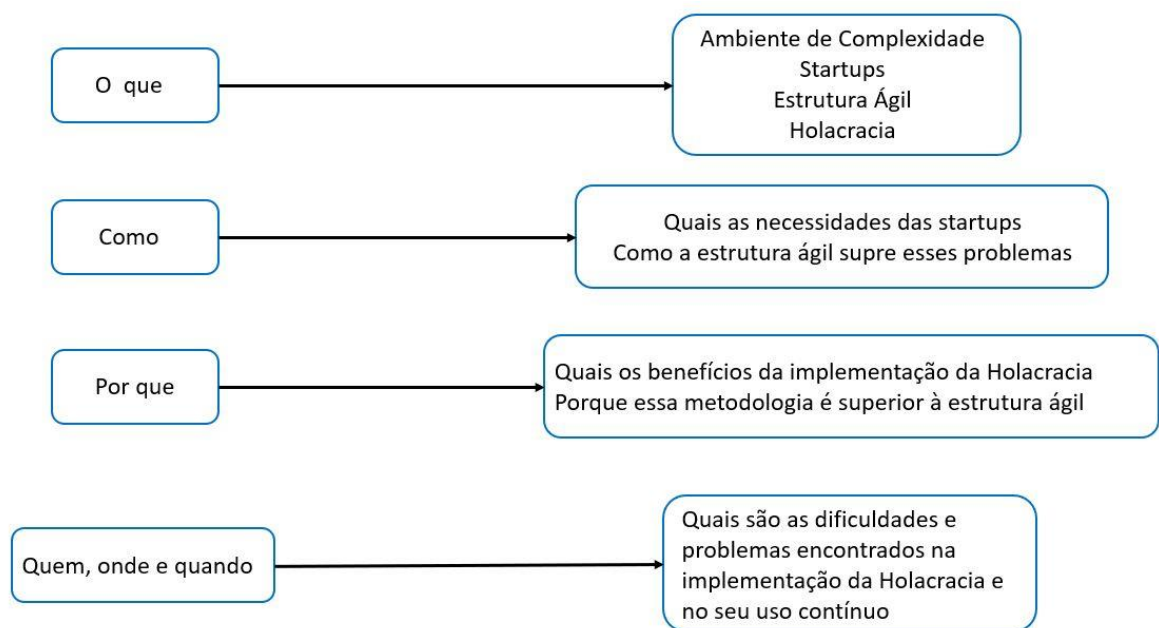 O que
Ambiente de Complexidade
Startups
Estrutura Ágil
Holacracia
Como
Quais as necessidades das startups
Como a estrutura ágil supre esses problemas
Por que
Quais os benefícios da implementação da Holacracia
Porque essa metodologia é superior à estrutura ágil
Quem, onde e quando
Quais são as dificuldades e
problemas encontrados na
implementação da Holacracia e
no seu uso contínuo